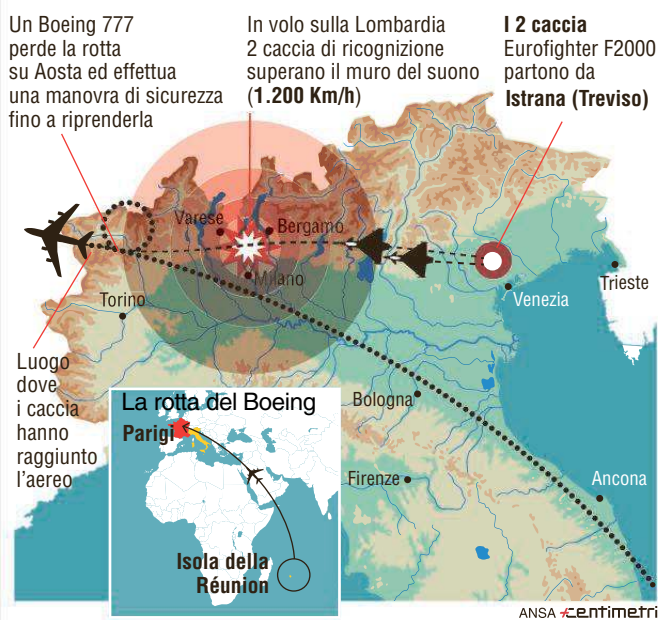 Un Boeing 777
perde la rotta
su Aosta ed effettua
una manovra di sicurezza
fino a riprenderla
In volo sulla Lombardia
2 caccia di ricognizione
superano il muro del suono
(1.200 Km/h)
I 2 caccia
Eurofighter F2000
partono da
Istrana (Treviso)
Varese
Bergamo
Milano
Torino
Venezia
Trieste
Luogo
dove
i caccia
hanno
raggiunto
l'aereo
Bologna
Firenze
Ancona
La rotta del Boeing
Parigi
Isola della
Réunion
ANSA centimetri